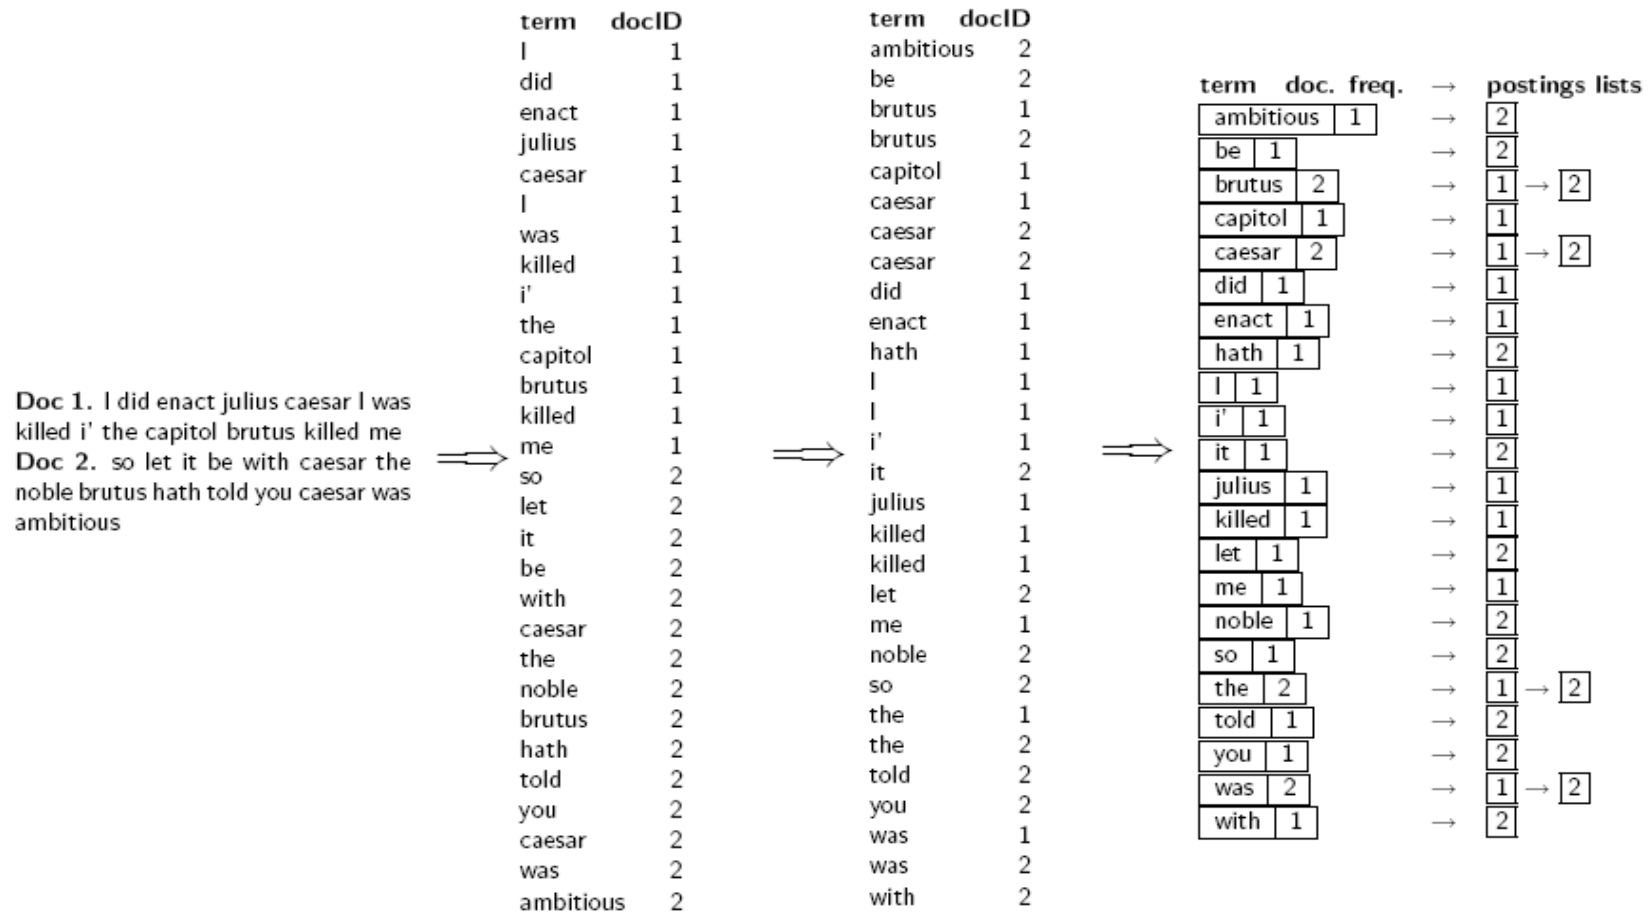 Doc 1. I did enact julius caesar I was
killed i' the capitol brutus killed me
Doc 2. so let it be with caesar the
noble brutus hath told you caesar was
ambitious
⟹
term docID
I 1
did 1
enact 1
julius 1
caesar 1
I 1
was 1
killed 1
i' 1
the 1
capitol 1
brutus 1
killed 1
me 1
so 2
let 2
it 2
be 2
with 2
caesar 2
the 2
noble 2
brutus 2
hath 2
told 2
you 2
caesar 2
was 2
ambitious 2
⟹
term docID
ambitious 2
be 2
brutus 1
brutus 2
capitol 1
caesar 1
caesar 2
caesar 2
did 1
enact 1
hath 1
I 1
I 1
i' 1
it 2
julius 1
killed 1
killed 1
let 2
me 1
noble 2
so 2
the 1
the 2
told 2
you 2
was 1
was 2
with 2
⟹
term doc. freq. → postings lists
ambitious 1 → 2
be 1 → 2
brutus 2 → 1 → 2
capitol 1 → 1
caesar 2 → 1 → 2
did 1 → 1
enact 1 → 1
hath 1 → 2
I 1 → 1
i' 1 → 1
it 1 → 2
julius 1 → 1
killed 1 → 1
let 1 → 2
me 1 → 1
noble 1 → 2
so 1 → 2
the 2 → 1 → 2
told 1 → 2
you 1 → 2
was 2 → 1 → 2
with 1 → 2